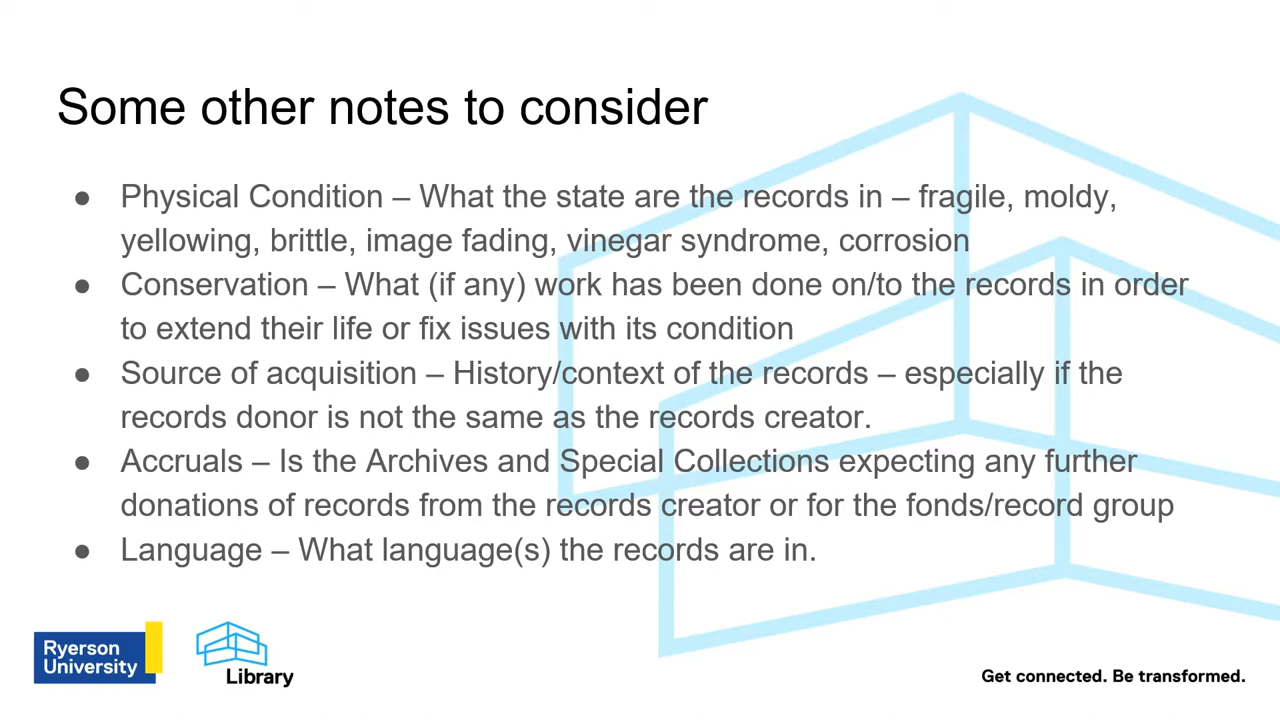 Some other notes to consider
● Physical Condition – What the state are the records in – fragile, moldy,
yellowing, brittle, image fading, vinegar syndrome, corrosion
● Conservation – What (if any) work has been done on/to the records in order
to extend their life or fix issues with its condition
● Source of acquisition – History/context of the records – especially if the
records donor is not the same as the records creator.
● Accruals – Is the Archives and Special Collections expecting any further
donations of records from the records creator or for the fonds/record group
● Language – What language(s) the records are in.
Ryerson
University
Library
Get connected. Be transformed.